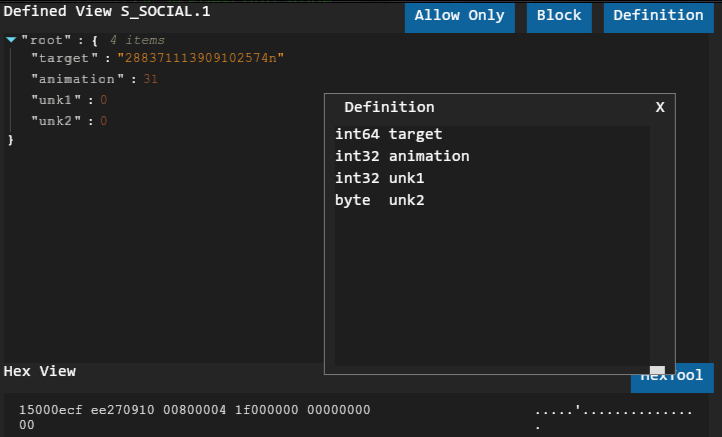 Defined View S_SOCIAL.1
Allow Only
Block
Definition
"root" : { 4 items
"target" : "288371113909102574n"
"animation" : 31
"unk1" : 0
"unk2" : 0
}
Definition X
int64 target
int32 animation
int32 unk1
byte unk2
Hex View
HexTool
15000ecf ee270910 00800004 1f000000 00000000 .....'..............
00 .